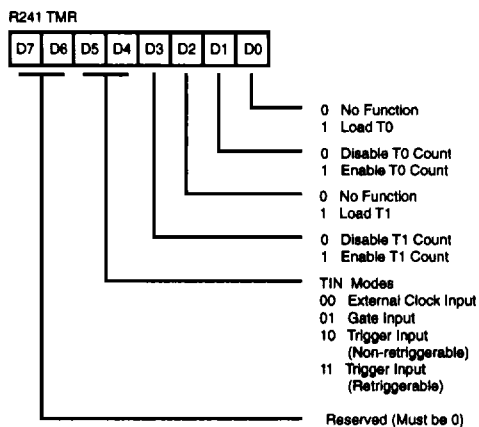 R241 TMR
D7 D6 D5 D4 D3 D2 D1 D0
0 No Function
1 Load T0
0 Disable T0 Count
1 Enable T0 Count
0 No Function
1 Load T1
0 Disable T1 Count
1 Enable T1 Count
TIN Modes
00 External Clock Input
01 Gate Input
10 Trigger Input
(Non-retriggerable)
11 Trigger Input
(Retriggerable)
Reserved (Must be 0)